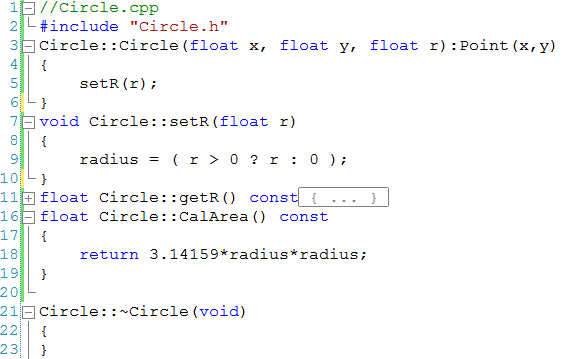 1 //Circle.cpp
2 #include "Circle.h"
3 Circle::Circle(float x, float y, float r):Point(x,y)
4 {
5     setR(r);
6 }
7 void Circle::setR(float r)
8 {
9     radius = ( r > 0 ? r : 0 );
10 }
11 float Circle::getR() const { ... }
16 float Circle::CalArea() const
17 {
18     return 3.14159*radius*radius;
19 }
20
21 Circle::~Circle(void)
22 {
23 }